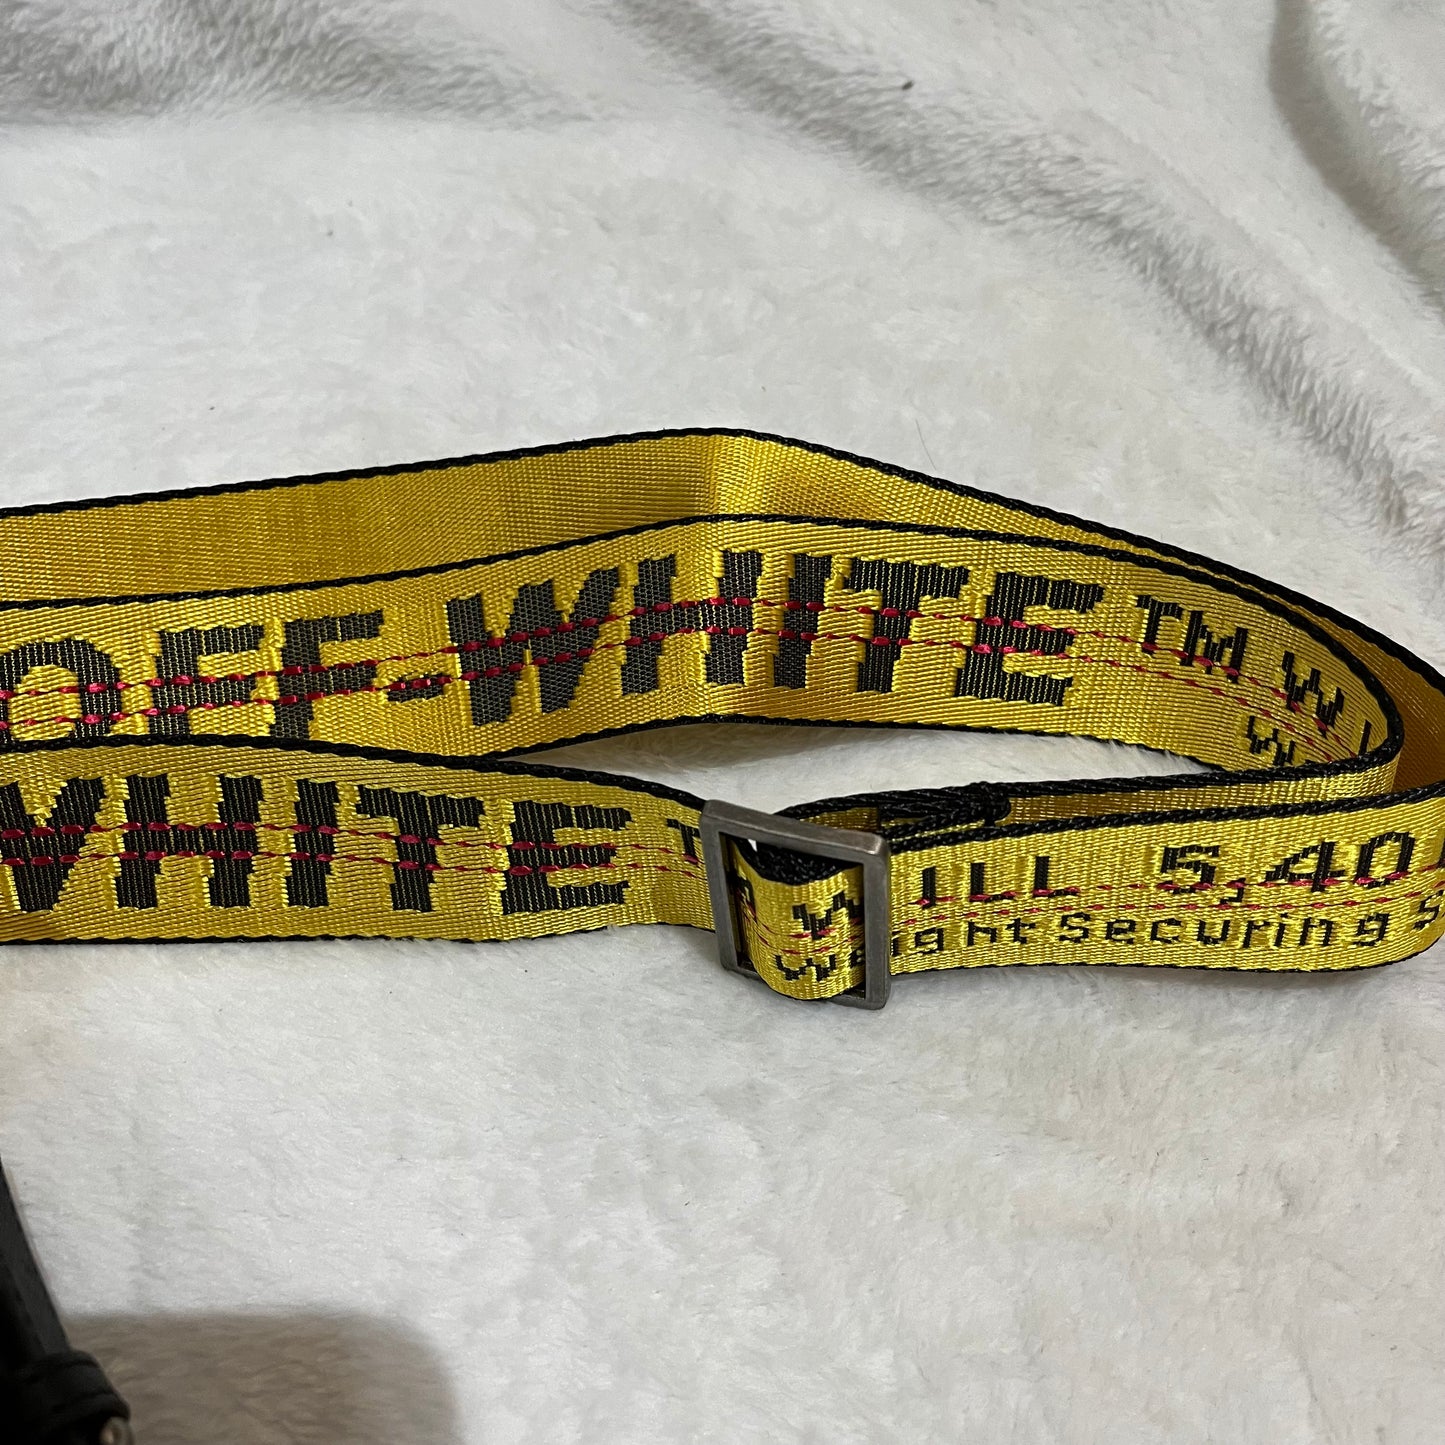 OFF-WHITE TM W
WHITE
ILL 5,40
Weight Securing S